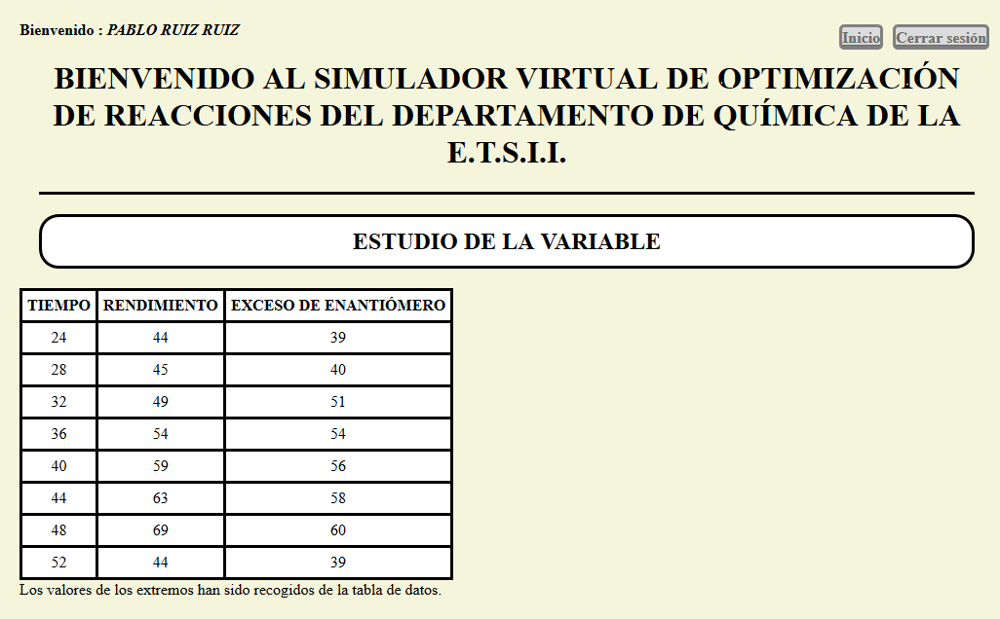 Bienvenido : PABLO RUIZ RUIZ
Inicio Cerrar sesión
BIENVENIDO AL SIMULADOR VIRTUAL DE OPTIMIZACIÓN
DE REACCIONES DEL DEPARTAMENTO DE QUÍMICA DE LA
E.T.S.I.I.
ESTUDIO DE LA VARIABLE
TIEMPO RENDIMIENTO EXCESO DE ENANTIÓMERO
24 44 39
28 45 40
32 49 51
36 54 54
40 59 56
44 63 58
48 69 60
52 44 39
Los valores de los extremos han sido recogidos de la tabla de datos.